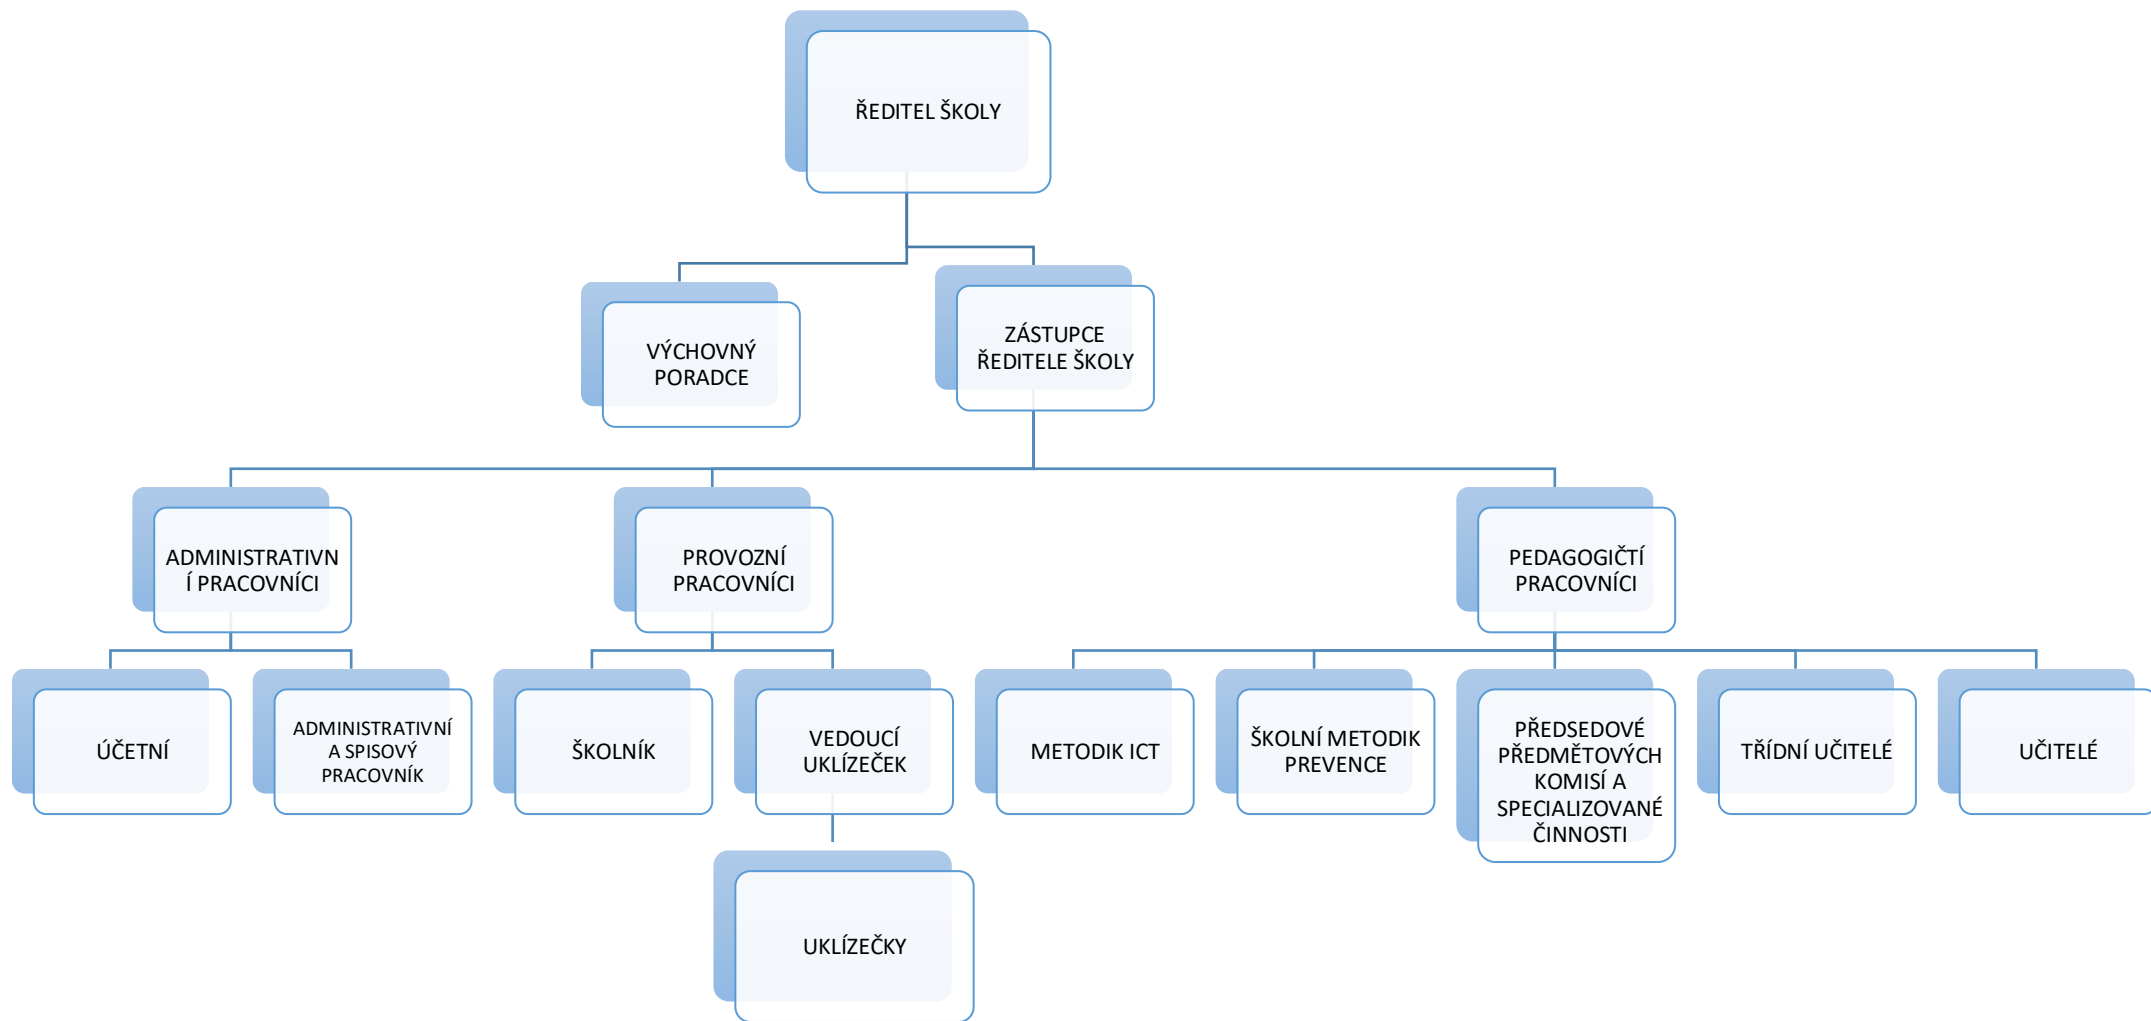 ŘEDITEL ŠKOLY
VÝCHOVNÝ
PORADCE
ZÁSTUPCE
ŘEDITELE ŠKOLY
ADMINISTRATIVN
Í PRACOVNÍCI
PROVOZNÍ
PRACOVNÍCI
PEDAGOGIČTÍ
PRACOVNÍCI
ÚČETNÍ
ADMINISTRATIVNÍ
A SPISOVÝ
PRACOVNÍK
ŠKOLNÍK
VEDOUCÍ
UKLÍZEČEK
METODIK ICT
ŠKOLNÍ METODIK
PREVENCE
PŘEDSEDOVÉ
PŘEDMĚTOVÝCH
KOMISÍ A
SPECIALIZOVANÉ
ČINNOSTI
TŘÍDNÍ UČITELÉ
UČITELÉ
UKLÍZEČKY